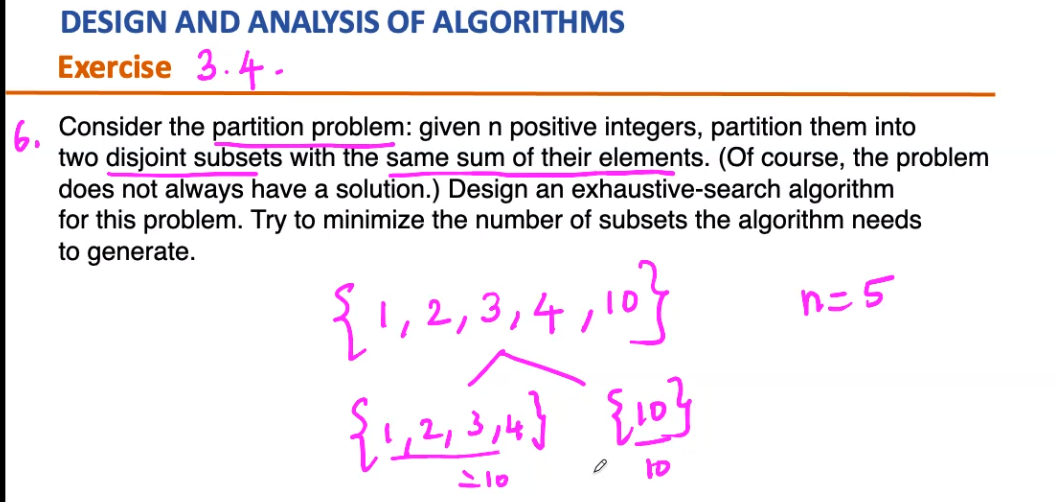 DESIGN AND ANALYSIS OF ALGORITHMS
Exercise 3.4.
6. Consider the partition problem: given n positive integers, partition them into
two disjoint subsets with the same sum of their elements. (Of course, the problem
does not always have a solution.) Design an exhaustive-search algorithm
for this problem. Try to minimize the number of subsets the algorithm needs
to generate.
{1, 2, 3, 4, 10} n=5
{1, 2, 3, 4} {10}
=10 10